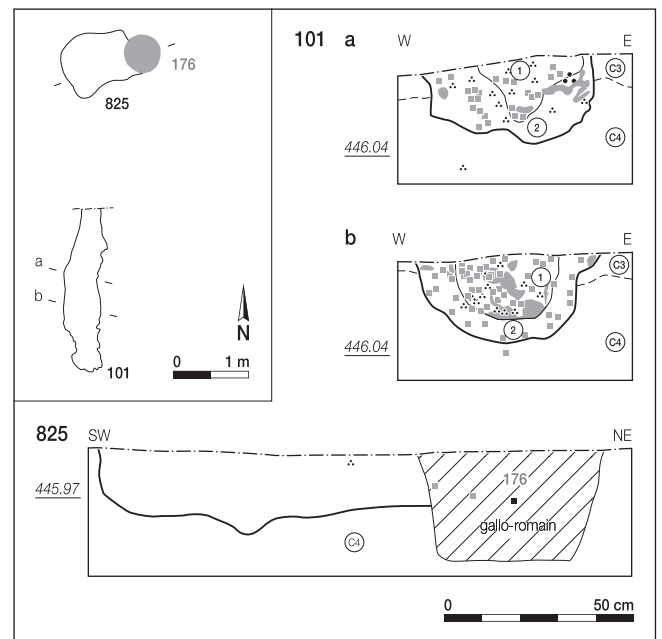 176
825
a
b
101
N
0 1 m
101 a
W E
1
C3
2
C4
446.04
b
W E
1
C3
2
C4
446.04
825 SW NE
445.97
176
gallo-romain
C4
0 50 cm